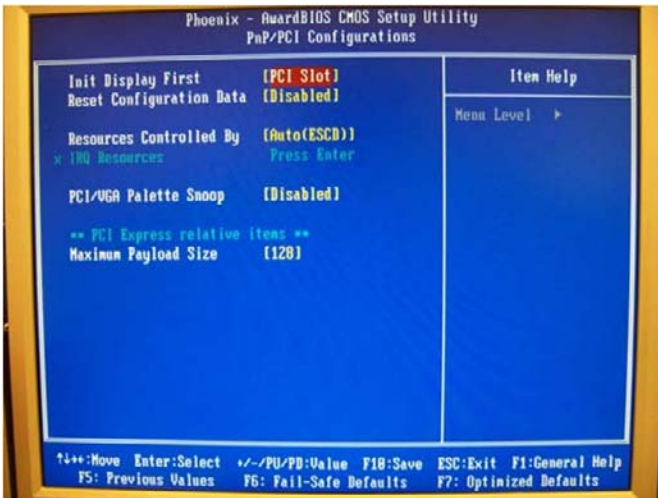 Phoenix - AwardBIOS CMOS Setup Utility
PnP/PCI Configurations
Init Display First [PCI Slot]
Reset Configuration Data [Disabled]
Resources Controlled By [Auto(ESCD)]
x IRQ Resources Press Enter
PCI/VGA Palette Snoop [Disabled]
** PCI Express relative items **
Maximum Payload Size [128]
Item Help
Menu Level ▶
↑↓→←:Move Enter:Select +/-/PU/PD:Value F10:Save ESC:Exit F1:General Help
F5: Previous Values F6: Fail-Safe Defaults F7: Optimized Defaults